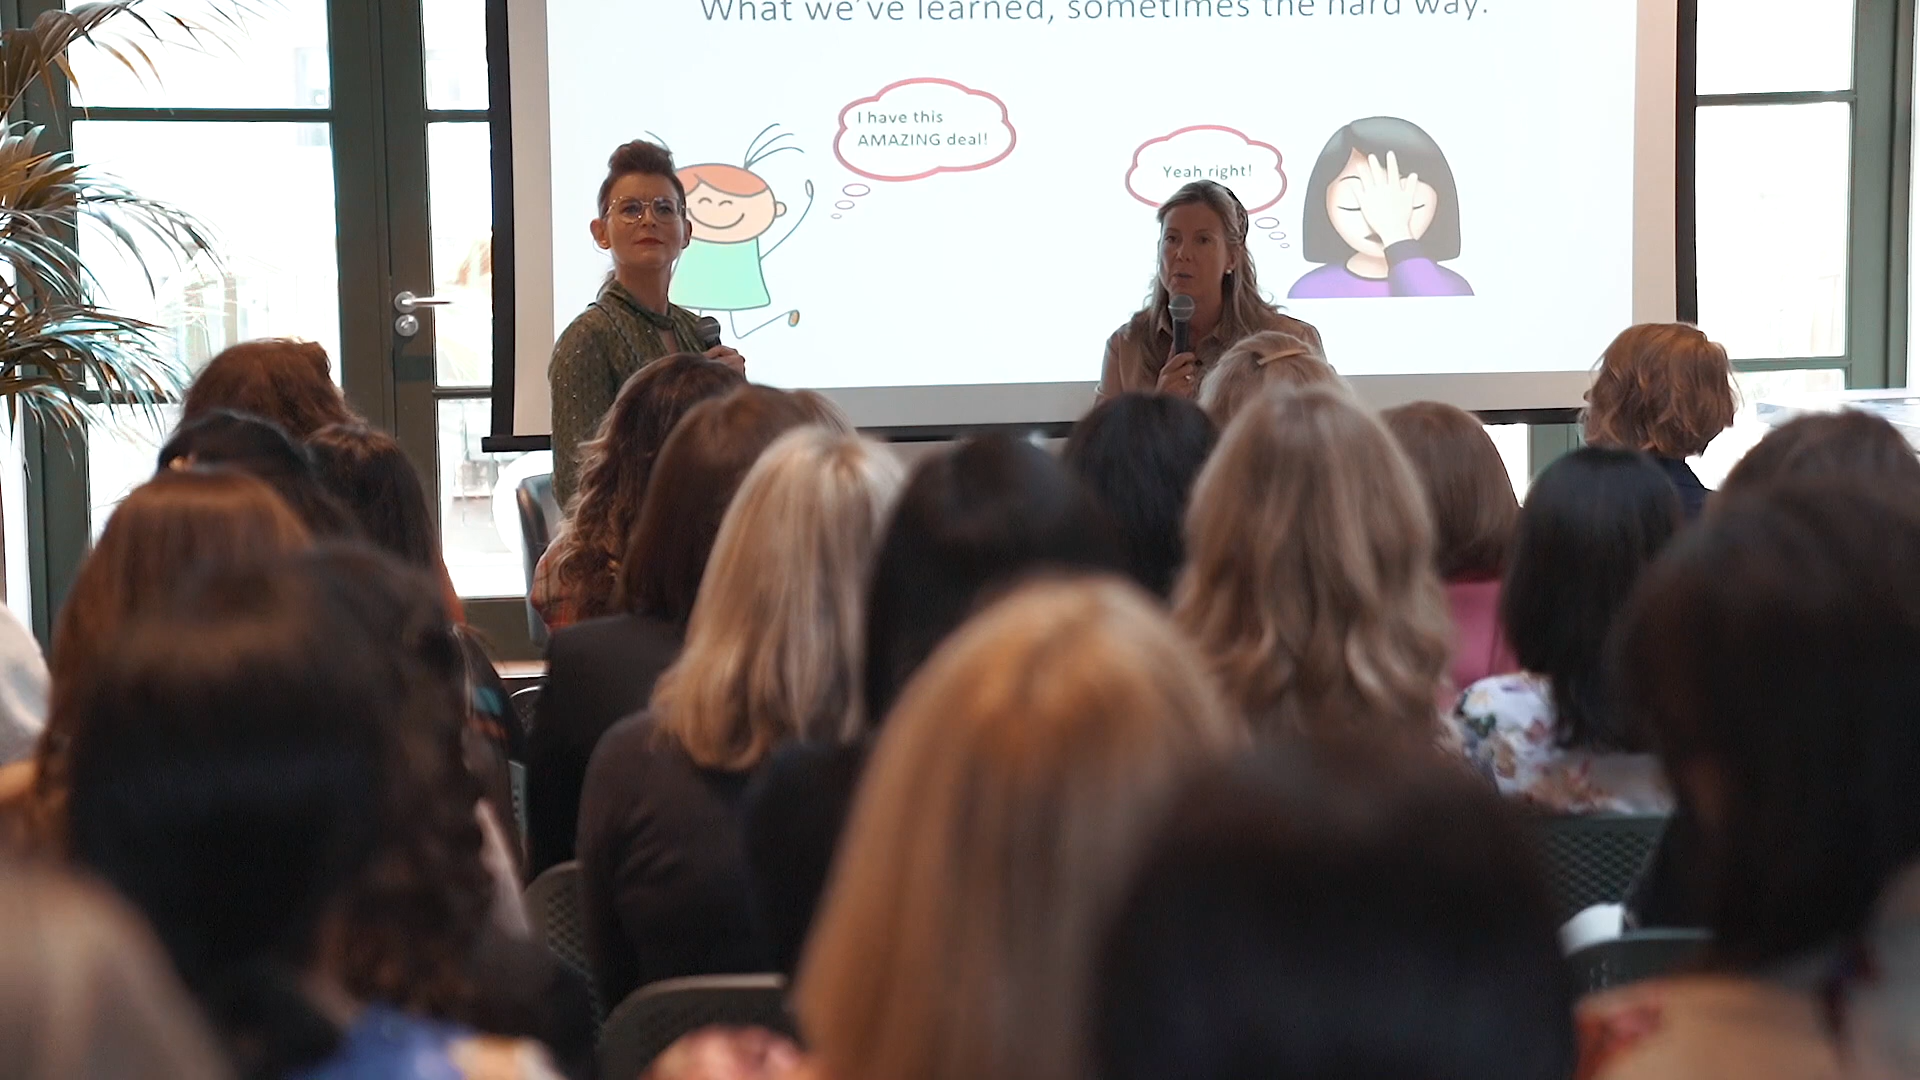 What we've learned, sometimes the hard way.
I have this
AMAZING deal!
Yeah right!